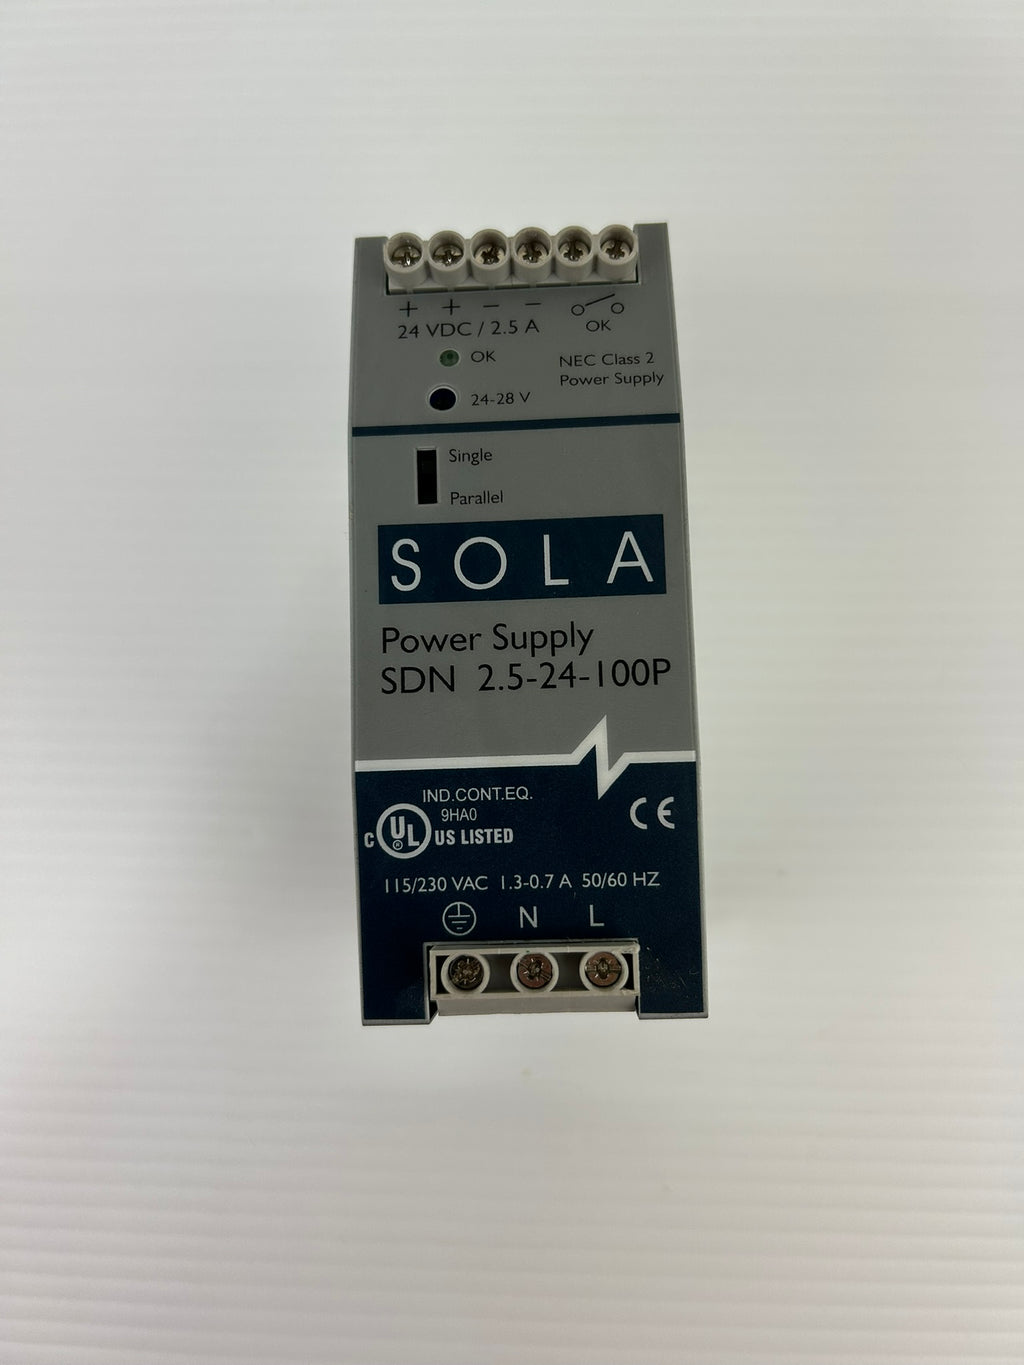 + + − −
24 VDC / 2.5 A
OK
OK
NEC Class 2
Power Supply
24-28 V
Single
Parallel
SOLA
Power Supply
SDN 2.5-24-100P
IND.CONT.EQ.
9HA0
C UL ® US LISTED
CE
115/230 VAC 1.3-0.7 A 50/60 HZ
N L